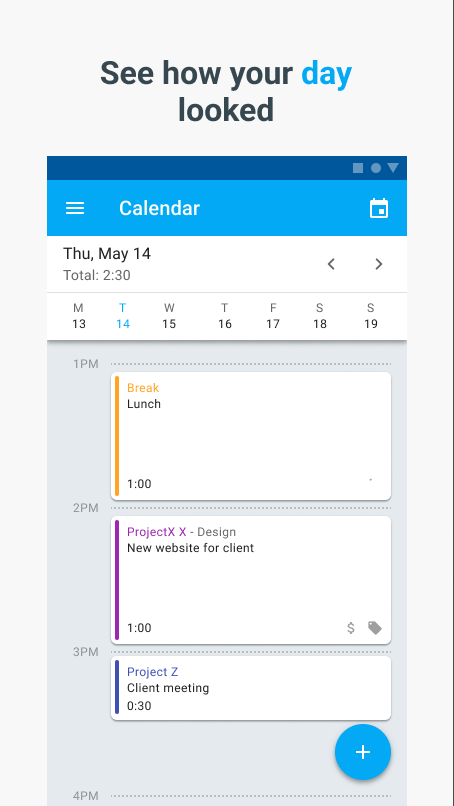 See how your day
looked
Calendar
Thu, May 14
Total: 2:30
M T W T F S S
13 14 15 16 17 18 19
1PM
Break
Lunch
1:00
2PM
ProjectX X - Design
New website for client
1:00 $
3PM
Project Z
Client meeting
0:30
+
4PM